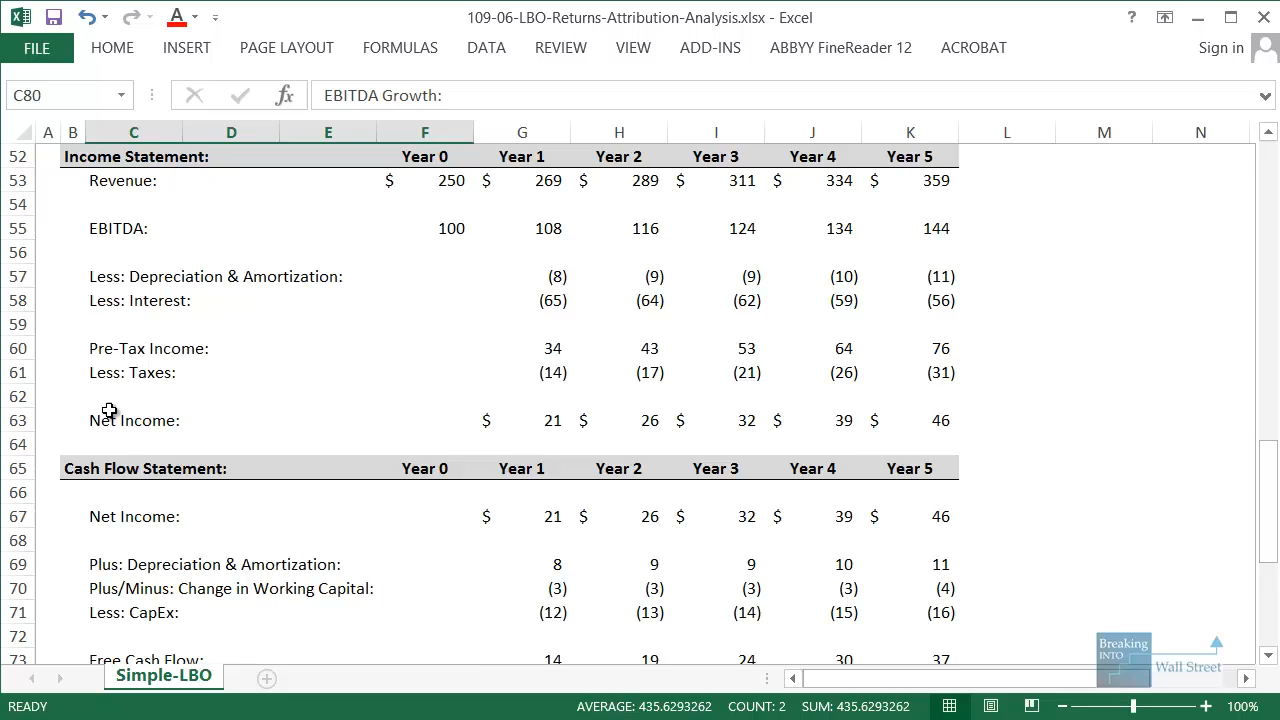 109-06-LBO-Returns-Attribution-Analysis.xlsx - Excel
FILE HOME INSERT PAGE LAYOUT FORMULAS DATA REVIEW VIEW ADD-INS ABBYY FineReader 12 ACROBAT Sign in
C80 fx EBITDA Growth:
A B C D E F G H I J K L M N
52 Income Statement: Year 0 Year 1 Year 2 Year 3 Year 4 Year 5
53 Revenue: $ 250 $ 269 $ 289 $ 311 $ 334 $ 359
54
55 EBITDA: 100 108 116 124 134 144
56
57 Less: Depreciation & Amortization: (8) (9) (9) (10) (11)
58 Less: Interest: (65) (64) (62) (59) (56)
59
60 Pre-Tax Income: 34 43 53 64 76
61 Less: Taxes: (14) (17) (21) (26) (31)
62
63 Net Income: $ 21 $ 26 $ 32 $ 39 $ 46
64
65 Cash Flow Statement: Year 0 Year 1 Year 2 Year 3 Year 4 Year 5
66
67 Net Income: $ 21 $ 26 $ 32 $ 39 $ 46
68
69 Plus: Depreciation & Amortization: 8 9 9 10 11
70 Plus/Minus: Change in Working Capital: (3) (3) (3) (3) (4)
71 Less: CapEx: (12) (13) (14) (15) (16)
72
73 Free Cash Flow: 14 19 24 30 37
Breaking
INTO
Wall Street
Simple-LBO
READY AVERAGE: 435.6293262 COUNT: 2 SUM: 435.6293262 100%